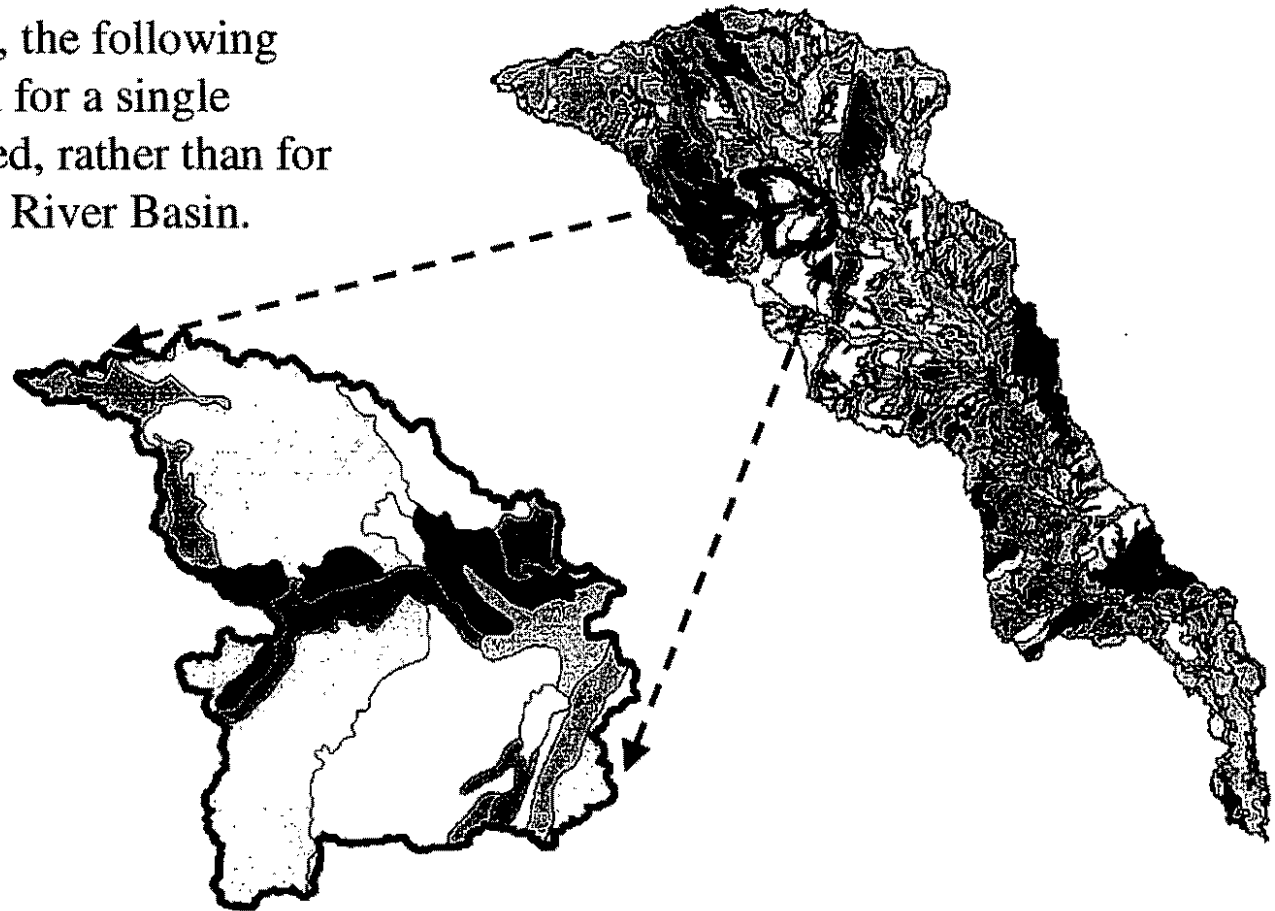 , the following
for a single
ed, rather than for
River Basin.